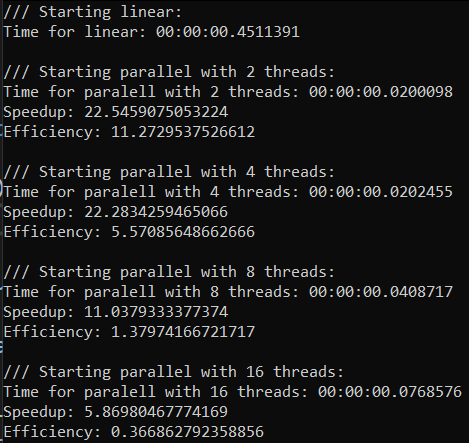 /// Starting linear:
Time for linear: 00:00:00.4511391
/// Starting parallel with 2 threads:
Time for paralell with 2 threads: 00:00:00.0200098
Speedup: 22.5459075053224
Efficiency: 11.2729537526612
/// Starting parallel with 4 threads:
Time for paralell with 4 threads: 00:00:00.0202455
Speedup: 22.2834259465066
Efficiency: 5.57085648662666
/// Starting parallel with 8 threads:
Time for paralell with 8 threads: 00:00:00.0408717
Speedup: 11.0379333377374
Efficiency: 1.37974166721717
/// Starting parallel with 16 threads:
Time for paralell with 16 threads: 00:00:00.0768576
Speedup: 5.86980467774169
Efficiency: 0.366862792358856